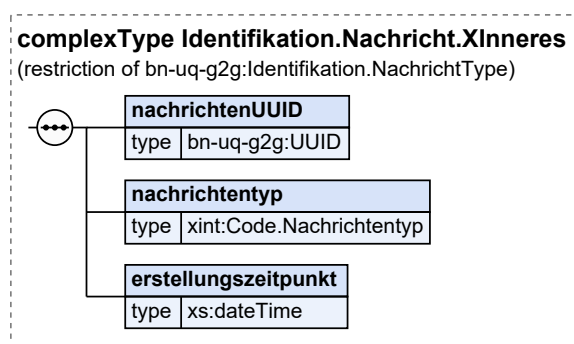 complexType Identifikation.Nachricht.XInneres
(restriction of bn-uq-g2g:Identifikation.NachrichtType)
nachrichtenUUID
type bn-uq-g2g:UUID
nachrichtentyp
type xint:Code.Nachrichtentyp
erstellungszeitpunkt
type xs:dateTime